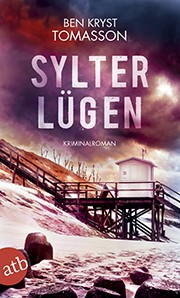 BEN KRYST
TOMASSON
SYLTER
LÜGEN
KRIMINALROMAN
atb